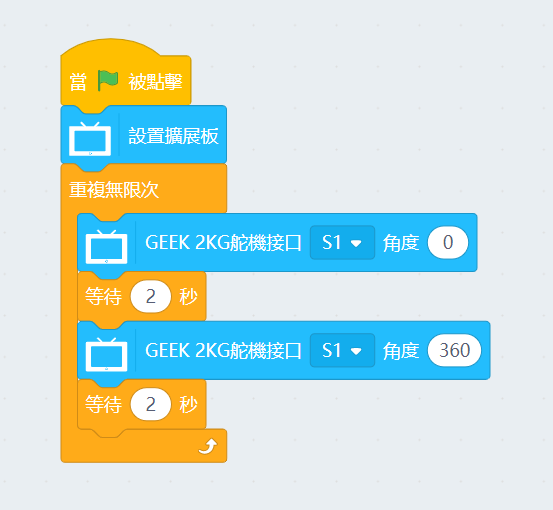 當 被點擊
設置擴展板
重複無限次
GEEK 2KG舵機接口 S1 角度 0
等待 2 秒
GEEK 2KG舵機接口 S1 角度 360
等待 2 秒